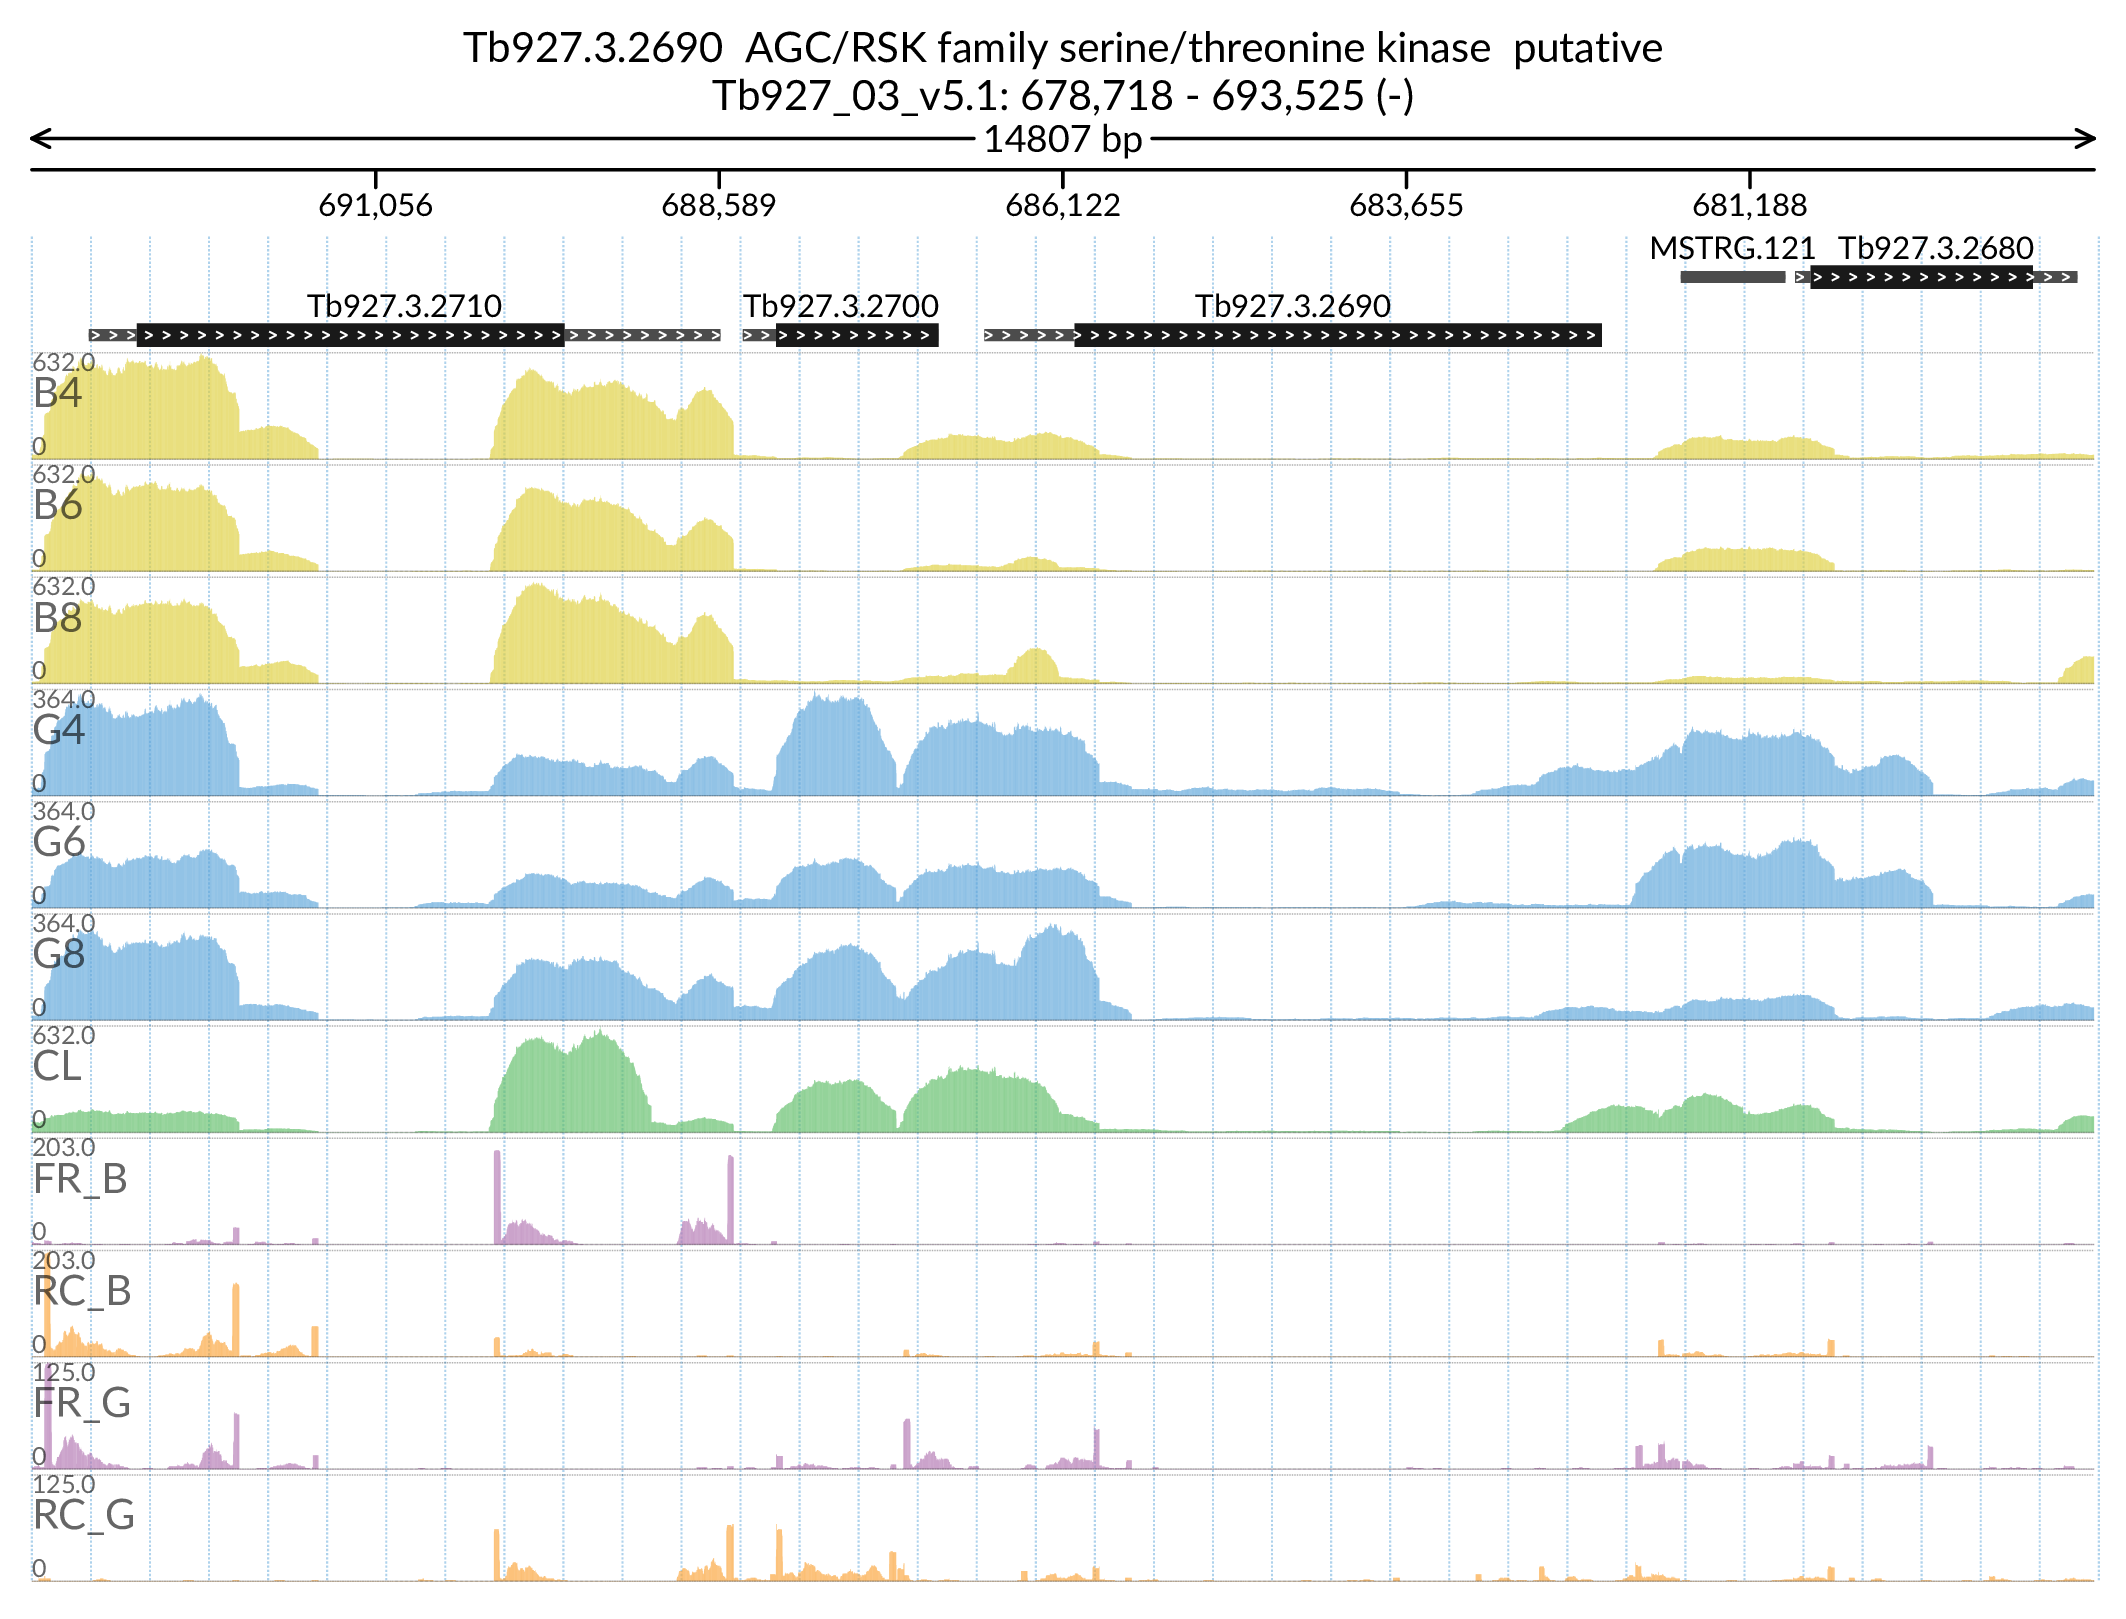 Tb927.3.2690  AGC/RSK family serine/threonine kinase  putative
Tb927_03_v5.1: 678,718 - 693,525 (-)
14807 bp
691,056 688,589 686,122 683,655 681,188
MSTRG.121 Tb927.3.2680
Tb927.3.2710 Tb927.3.2700 Tb927.3.2690
632.0
B4
0
632.0
B6
0
632.0
B8
0
364.0
G4
0
364.0
G6
0
364.0
G8
0
632.0
CL
0
203.0
FR_B
0
203.0
RC_B
0
125.0
FR_G
0
125.0
RC_G
0